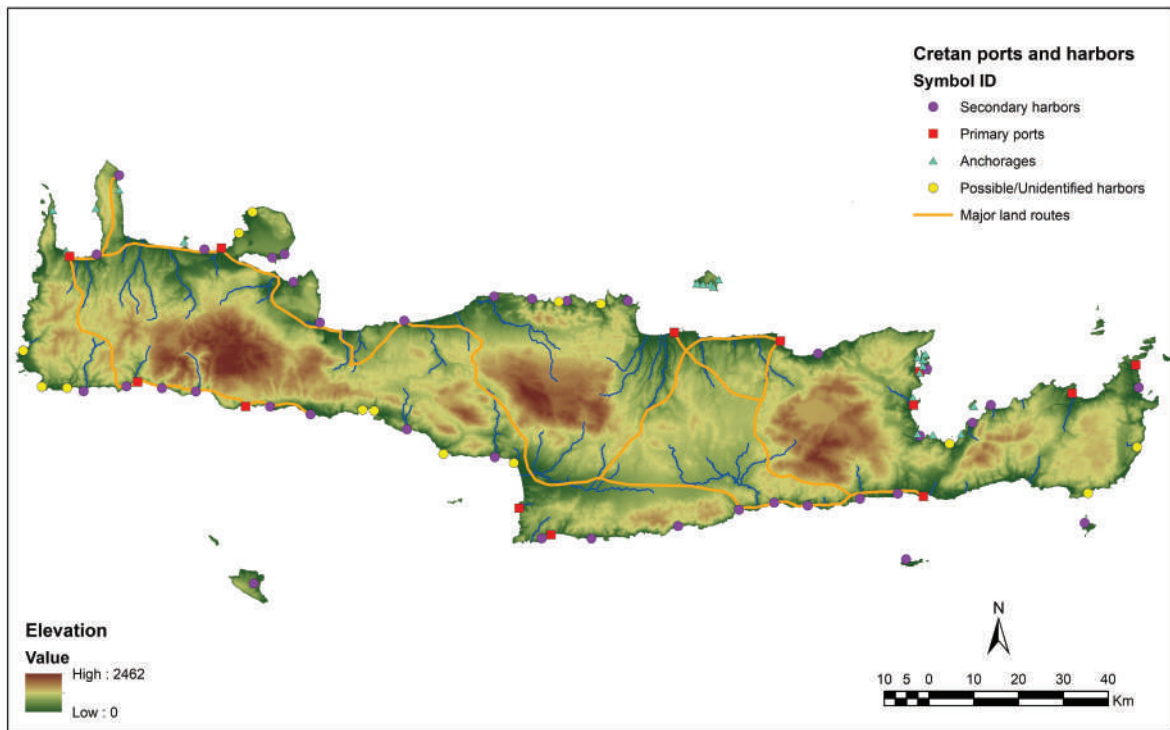 Cretan ports and harbors
Symbol ID
Secondary harbors
Primary ports
Anchorages
Possible/Unidentified harbors
Major land routes
Elevation
Value
High : 2462
Low : 0
N
10 5 0 10 20 30 40
Km